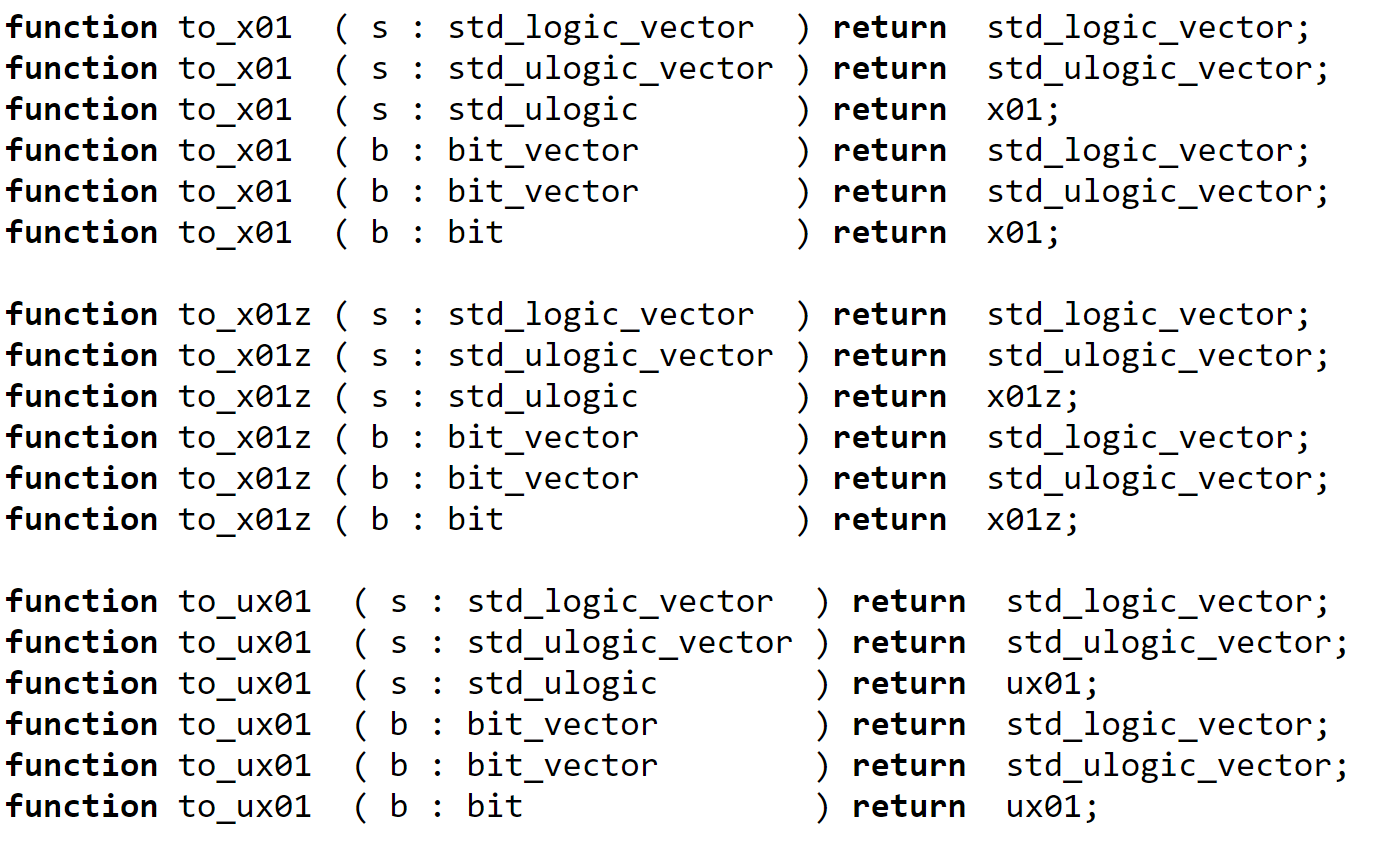 function to_x01  ( s : std_logic_vector  ) return  std_logic_vector;
function to_x01  ( s : std_ulogic_vector ) return  std_ulogic_vector;
function to_x01  ( s : std_ulogic        ) return  x01;
function to_x01  ( b : bit_vector        ) return  std_logic_vector;
function to_x01  ( b : bit_vector        ) return  std_ulogic_vector;
function to_x01  ( b : bit               ) return  x01;

function to_x01z ( s : std_logic_vector  ) return  std_logic_vector;
function to_x01z ( s : std_ulogic_vector ) return  std_ulogic_vector;
function to_x01z ( s : std_ulogic        ) return  x01z;
function to_x01z ( b : bit_vector        ) return  std_logic_vector;
function to_x01z ( b : bit_vector        ) return  std_ulogic_vector;
function to_x01z ( b : bit               ) return  x01z;

function to_ux01  ( s : std_logic_vector  ) return  std_logic_vector;
function to_ux01  ( s : std_ulogic_vector ) return  std_ulogic_vector;
function to_ux01  ( s : std_ulogic        ) return  ux01;
function to_ux01  ( b : bit_vector        ) return  std_logic_vector;
function to_ux01  ( b : bit_vector        ) return  std_ulogic_vector;
function to_ux01  ( b : bit               ) return  ux01;